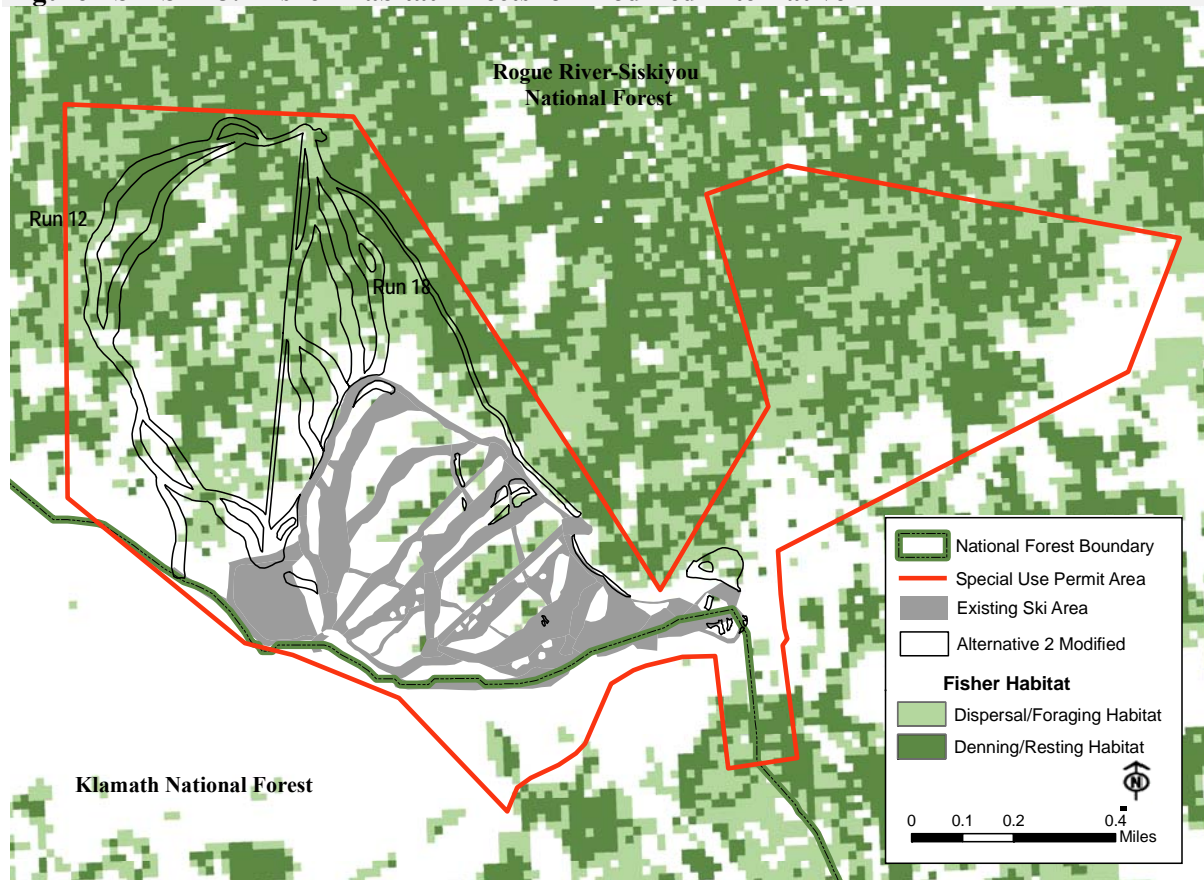 Rogue River-Siskiyou
National Forest
Run 12
Run 18
Klamath National Forest
National Forest Boundary
Special Use Permit Area
Existing Ski Area
Alternative 2 Modified
Fisher Habitat
Dispersal/Foraging Habitat
Denning/Resting Habitat
N
0 0.1 0.2 0.4
Miles